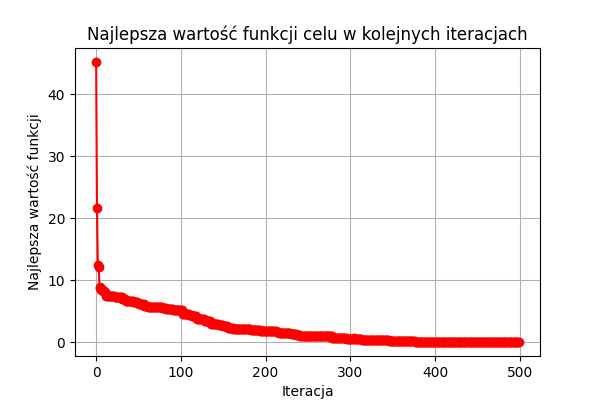 Najlepsza wartość funkcji celu w kolejnych iteracjach
Najlepsza wartość funkcji
40
30
20
10
0
0 100 200 300 400 500
Iteracja